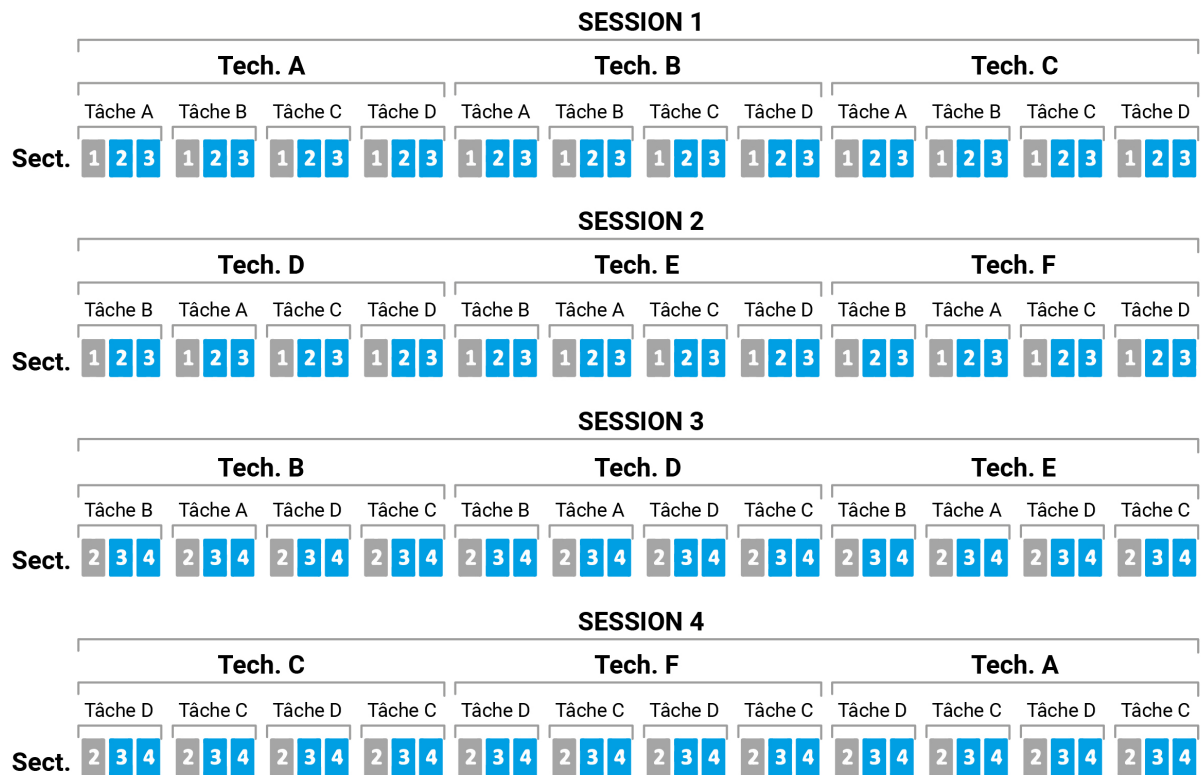 SESSION 1
Tech. A Tech. B Tech. C
Tâche A Tâche B Tâche C Tâche D Tâche A Tâche B Tâche C Tâche D Tâche A Tâche B Tâche C Tâche D
Sect. 1 2 3 1 2 3 1 2 3 1 2 3 1 2 3 1 2 3 1 2 3 1 2 3 1 2 3 1 2 3 1 2 3 1 2 3
SESSION 2
Tech. D Tech. E Tech. F
Tâche B Tâche A Tâche C Tâche D Tâche B Tâche A Tâche C Tâche D Tâche B Tâche A Tâche C Tâche D
Sect. 1 2 3 1 2 3 1 2 3 1 2 3 1 2 3 1 2 3 1 2 3 1 2 3 1 2 3 1 2 3 1 2 3 1 2 3
SESSION 3
Tech. B Tech. D Tech. E
Tâche B Tâche A Tâche D Tâche C Tâche B Tâche A Tâche D Tâche C Tâche B Tâche A Tâche D Tâche C
Sect. 2 3 4 2 3 4 2 3 4 2 3 4 2 3 4 2 3 4 2 3 4 2 3 4 2 3 4 2 3 4 2 3 4 2 3 4
SESSION 4
Tech. C Tech. F Tech. A
Tâche D Tâche C Tâche D Tâche C Tâche D Tâche C Tâche D Tâche C Tâche D Tâche C Tâche D Tâche C
Sect. 2 3 4 2 3 4 2 3 4 2 3 4 2 3 4 2 3 4 2 3 4 2 3 4 2 3 4 2 3 4 2 3 4 2 3 4